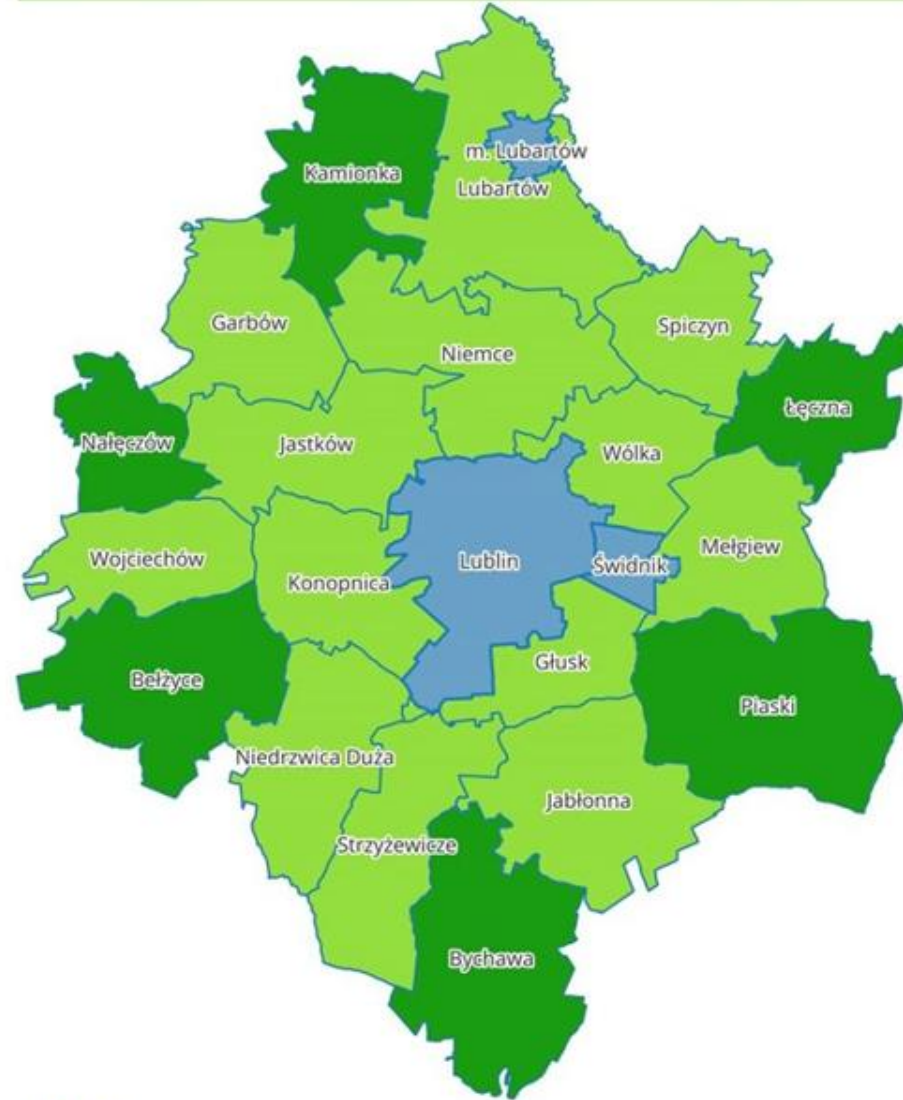 m. Lubartów
Kamionka
Lubartów
Garbów
Spiczyn
Niemce
Łęczna
Nałęczów
Jastków
Wólka
Mełgiew
Wojciechów
Lublin
Świdnik
Konopnica
Głusk
Bełżyce
Piaski
Niedrzwica Duża
Jabłonna
Strzyżewicze
Bychawa